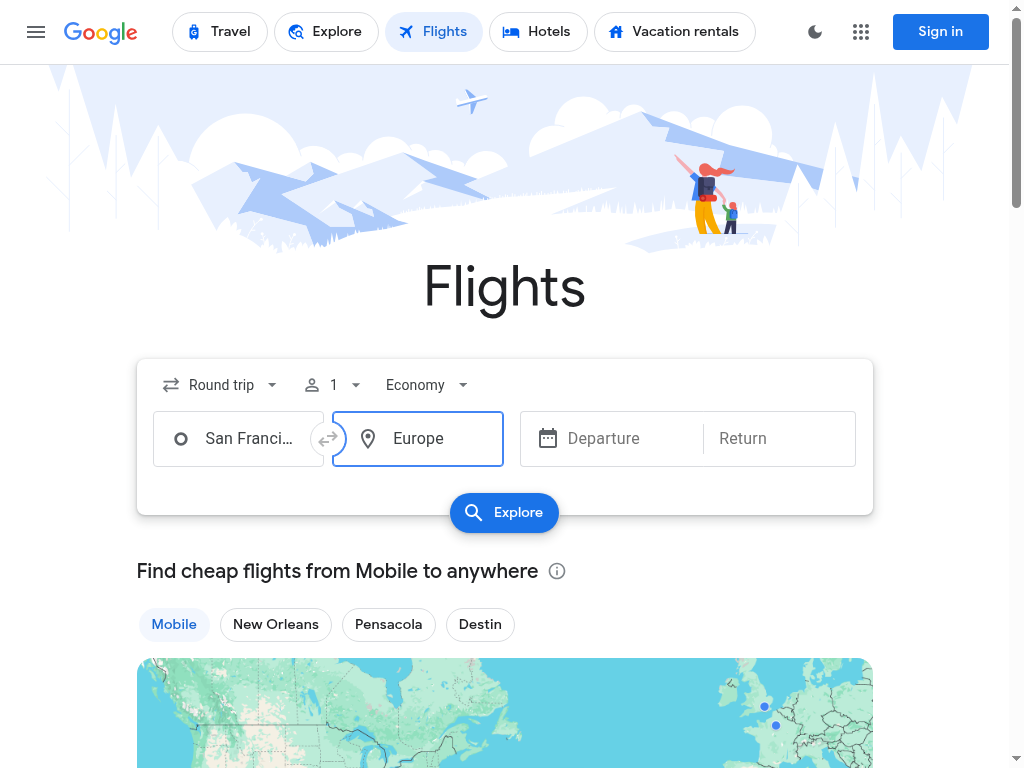 Google Travel Explore Flights Hotels Vacation rentals Sign in
Flights
Round trip 1 Economy
San Franci... Europe Departure Return
Explore
Find cheap flights from Mobile to anywhere
Mobile New Orleans Pensacola Destin